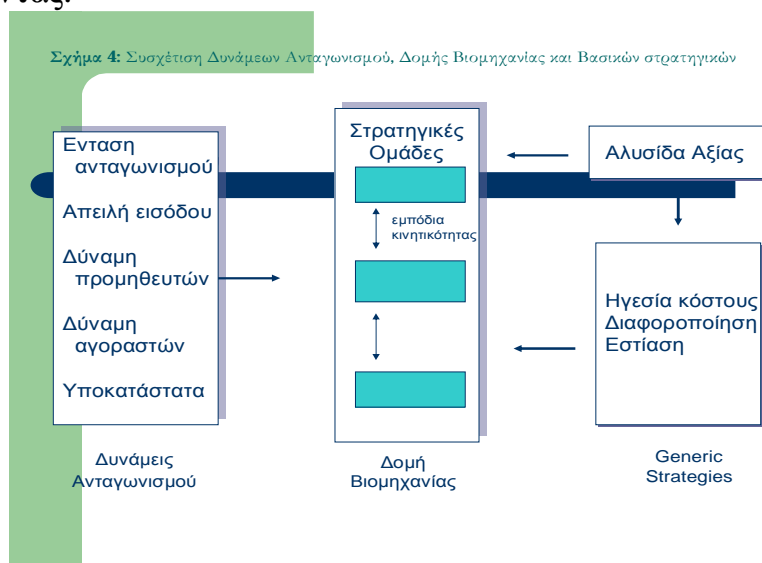 Σχήμα 4: Συσχέτιση Δυνάμεων Ανταγωνισμού, Δομής Βιομηχανίας και Βασικών στρατηγικών
Ενταση
ανταγωνισμού
Απειλή εισόδου
Δύναμη
προμηθευτών
Δύναμη
αγοραστών
Υποκατάστατα
Δυνάμεις
Ανταγωνισμού
Στρατηγικές
Ομάδες
εμπόδια
κινητικότητας
Δομή
Βιομηχανίας
Αλυσίδα Αξίας
Ηγεσία κόστους
Διαφοροποίηση
Εστίαση
Generic
Strategies